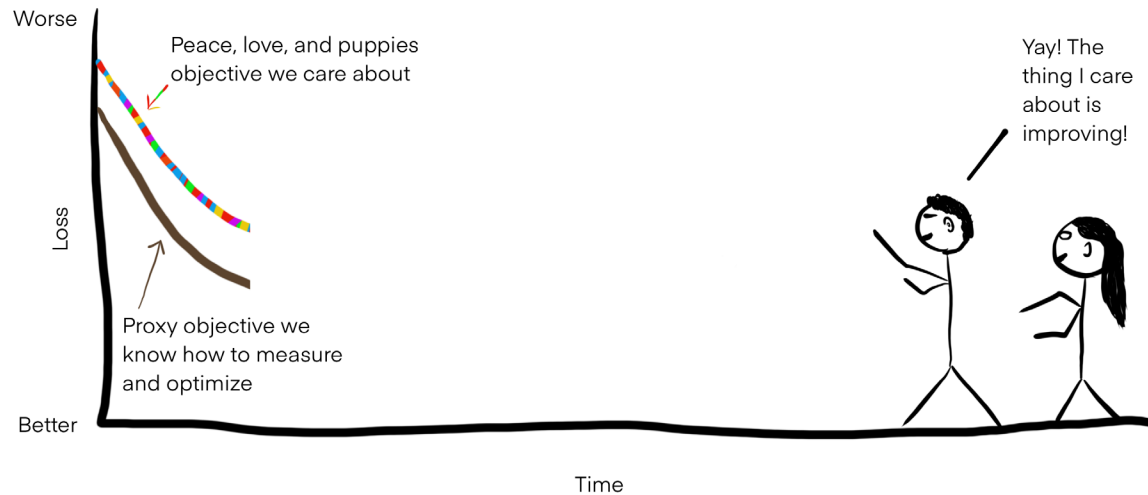 Worse
Peace, love, and puppies
objective we care about
Yay! The
thing I care
about is
improving!
Loss
Proxy objective we
know how to measure
and optimize
Better
Time